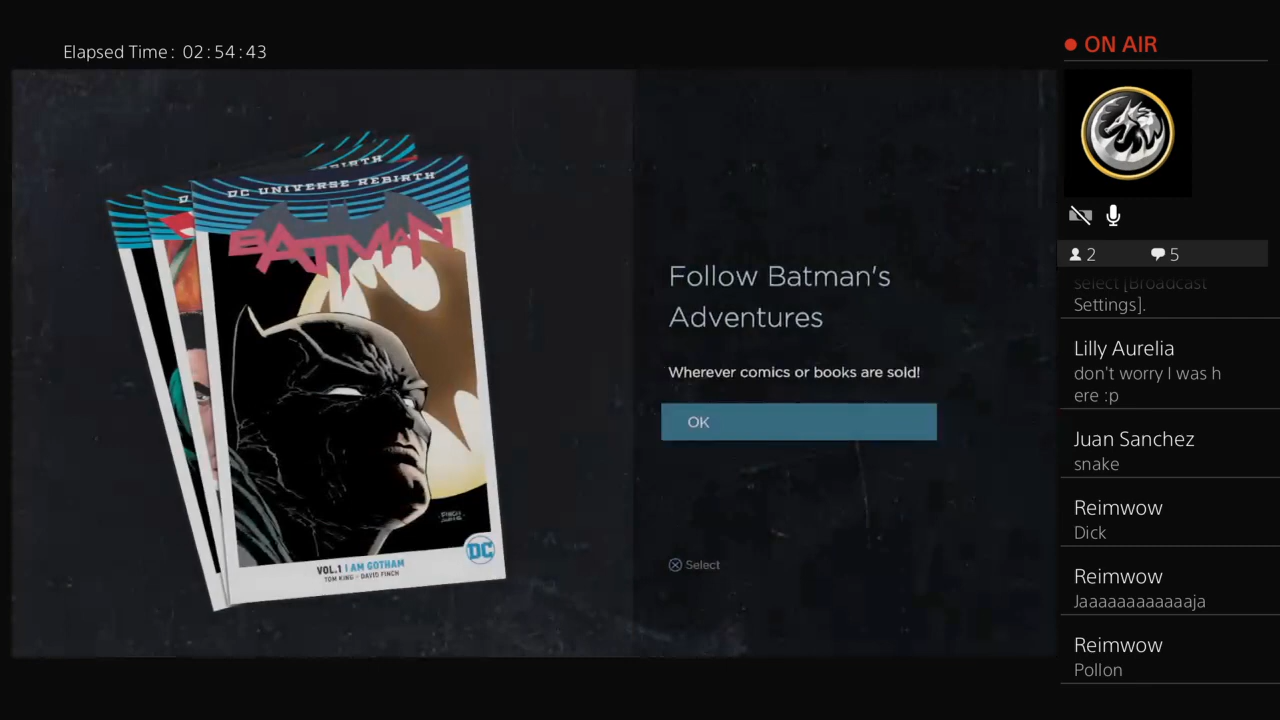 Elapsed Time: 02:54:43
ON AIR
2 5
select [Broadcast
Settings].
Lilly Aurelia
don't worry I was h
ere :p
Juan Sanchez
snake
Reimwow
Dick
Reimwow
Jaaaaaaaaaaaaja
Reimwow
Pollon
DC UNIVERSE REBIRTH
BATMAN
VOL.1 I AM GOTHAM
TOM KING - DAVID FINCH
DC
Follow Batman's
Adventures
Wherever comics or books are sold!
OK
Select